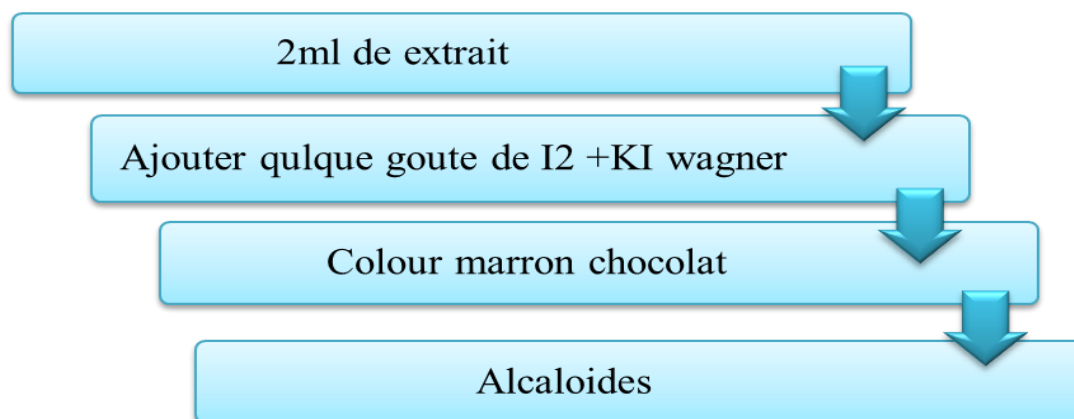 2ml de extrait
Ajouter qulque goute de I2 +KI wagner
Colour marron chocolat
Alcaloides